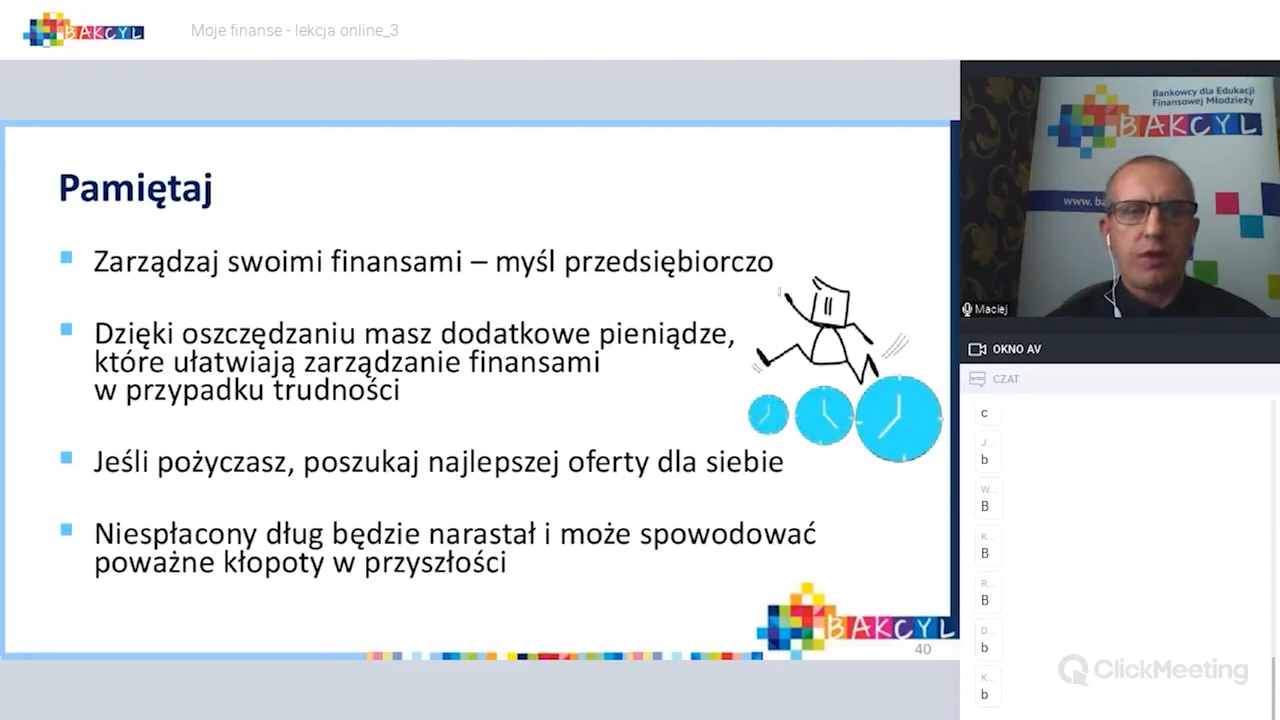 BAKCYL
Moje finanse - lekcja online_3
Pamiętaj
Zarządzaj swoimi finansami – myśl przedsiębiorczo
Dzięki oszczędzaniu masz dodatkowe pieniądze,
które ułatwiają zarządzanie finansami
w przypadku trudności
Jeśli pożyczasz, poszukaj najlepszej oferty dla siebie
Niespłacony dług będzie narastał i może spowodować
poważne kłopoty w przyszłości
BAKCYL
40
Bankowcy dla Edukacji
Finansowej Młodzieży
BAKCYL
www.ba
Maciej
OKNO AV
CZAT
c
J...
b
W...
B
K...
B
R...
B
D...
b
K...
b
ClickMeeting